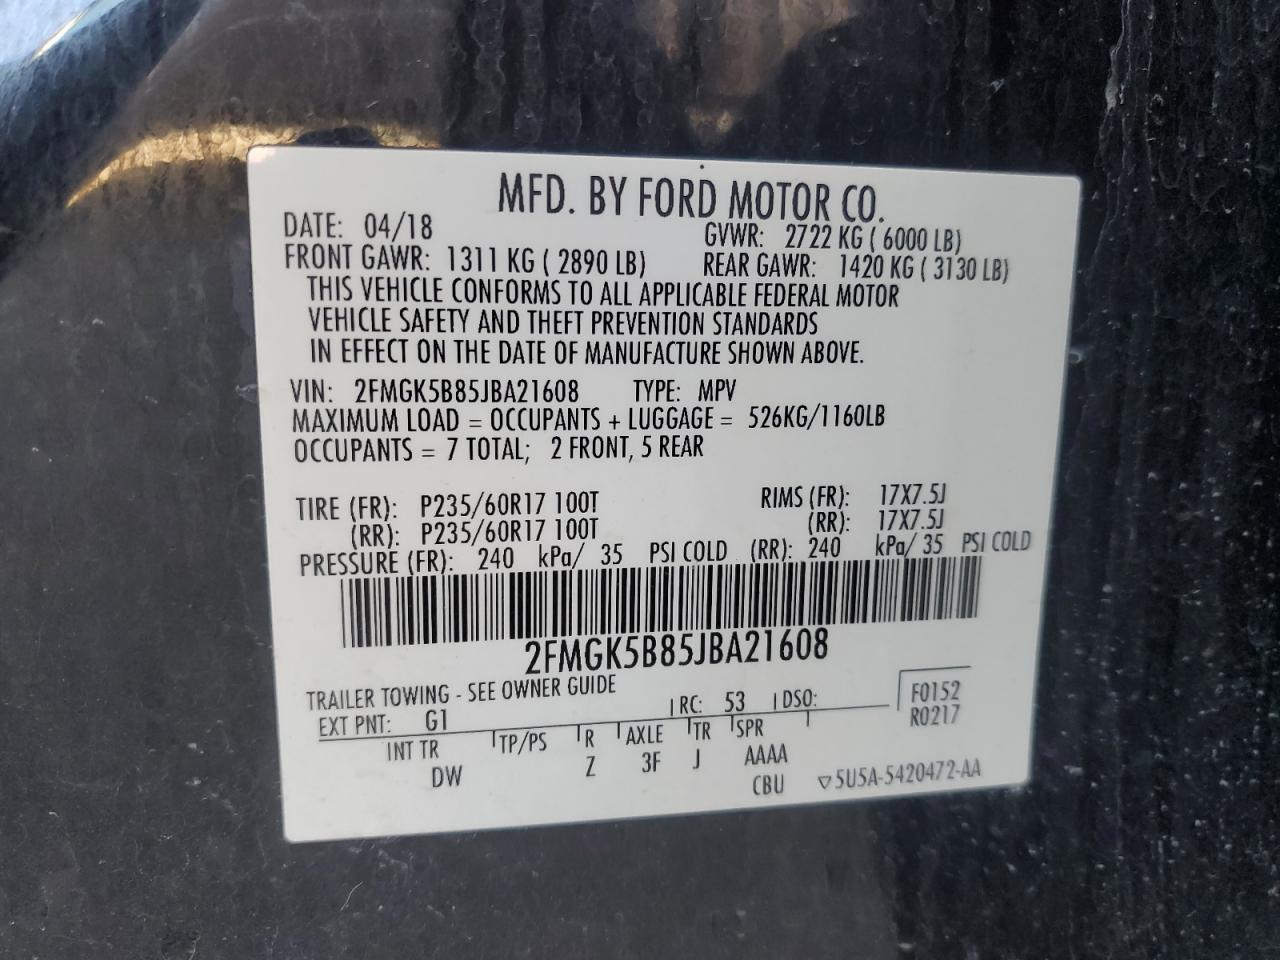 MFD. BY FORD MOTOR CO.
DATE: 04/18 GVWR: 2722 KG ( 6000 LB)
FRONT GAWR: 1311 KG ( 2890 LB) REAR GAWR: 1420 KG ( 3130 LB)
THIS VEHICLE CONFORMS TO ALL APPLICABLE FEDERAL MOTOR
VEHICLE SAFETY AND THEFT PREVENTION STANDARDS
IN EFFECT ON THE DATE OF MANUFACTURE SHOWN ABOVE.
VIN: 2FMGK5B85JBA21608 TYPE: MPV
MAXIMUM LOAD = OCCUPANTS + LUGGAGE = 526KG/1160LB
OCCUPANTS = 7 TOTAL; 2 FRONT, 5 REAR
TIRE (FR): P235/60R17 100T RIMS (FR): 17X7.5J
(RR): P235/60R17 100T (RR): 17X7.5J
PRESSURE (FR): 240 kPa/ 35 PSI COLD (RR): 240 kPa/ 35 PSI COLD
2FMGK5B85JBA21608
TRAILER TOWING - SEE OWNER GUIDE
EXT PNT: G1 RC: 53 DSO: F0152
R0217
INT TR TP/PS R AXLE TR SPR
DW Z 3F J AAAA
CBU ▽5U5A-5420472-AA